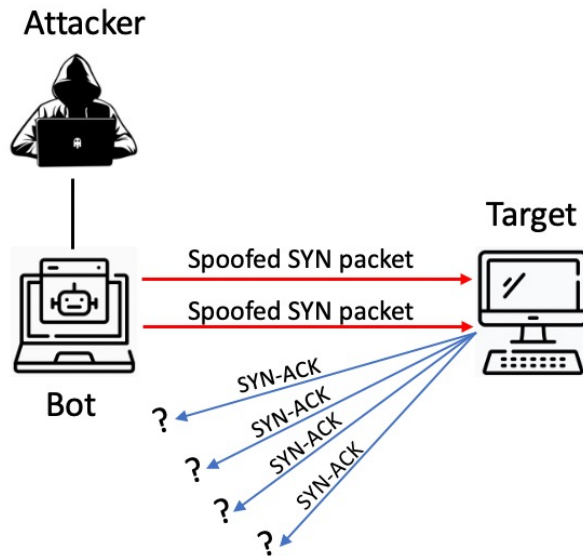 Attacker
Target
Spoofed SYN packet
Spoofed SYN packet
Bot
SYN-ACK
?
SYN-ACK
?
SYN-ACK
?
SYN-ACK
?